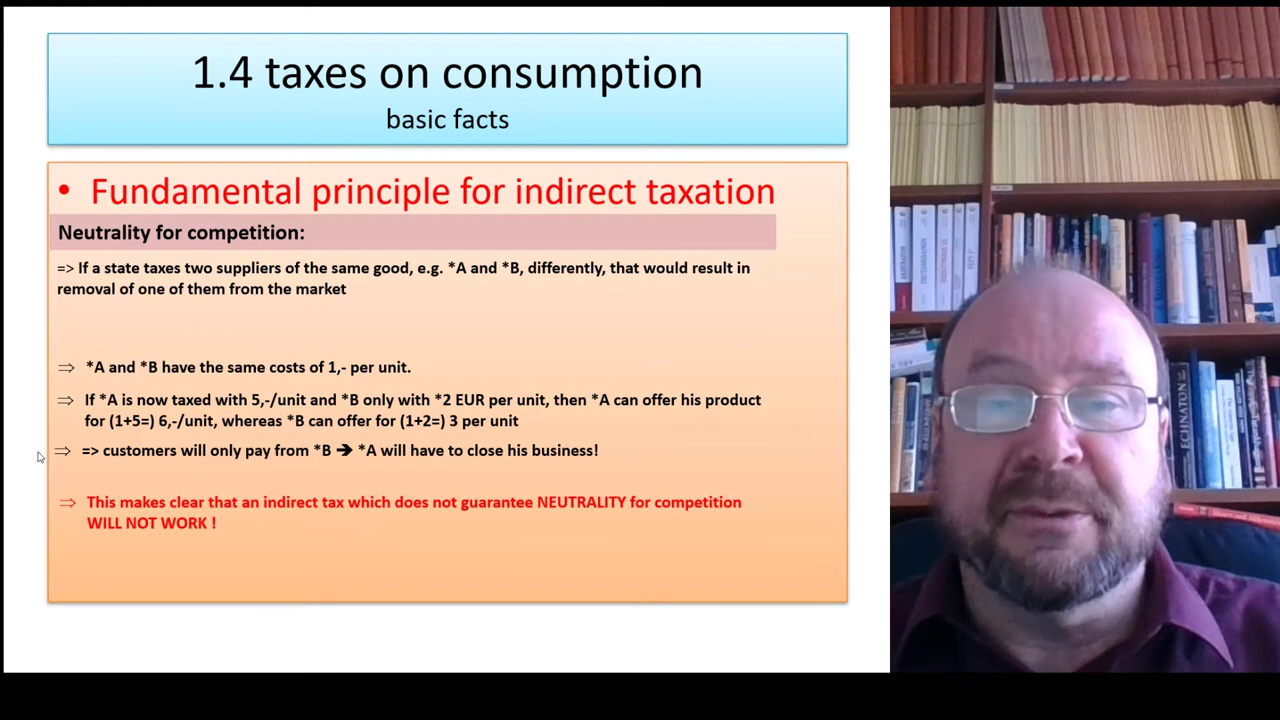 1.4 taxes on consumption
basic facts
• Fundamental principle for indirect taxation
Neutrality for competition:
=> If a state taxes two suppliers of the same good, e.g. *A and *B, differently, that would result in
removal of one of them from the market
⇒ *A and *B have the same costs of 1,- per unit.
⇒ If *A is now taxed with 5,-/unit and *B only with *2 EUR per unit, then *A can offer his product
for (1+5=) 6,-/unit, whereas *B can offer for (1+2=) 3 per unit
⇒ => customers will only pay from *B ➔ *A will have to close his business!
⇒ This makes clear that an indirect tax which does not guarantee NEUTRALITY for competition
WILL NOT WORK !
ECHNATON